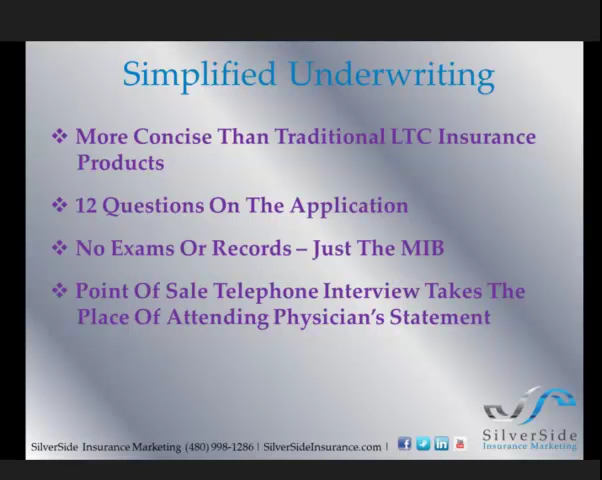 Simplified Underwriting
❖ More Concise Than Traditional LTC Insurance
Products
❖ 12 Questions On The Application
❖ No Exams Or Records – Just The MIB
❖ Point Of Sale Telephone Interview Takes The
Place Of Attending Physician's Statement
SilverSide
Insurance Marketing
SilverSide Insurance Marketing (480) 998-1286 | SilverSideInsurance.com |